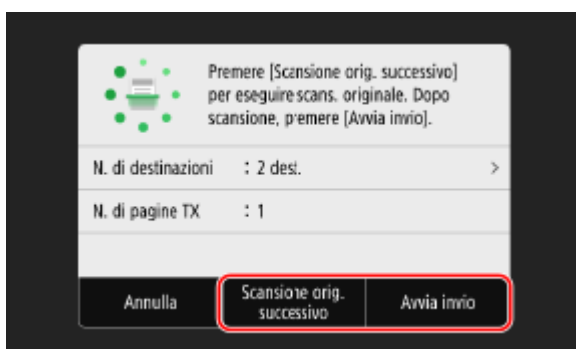 Premere [Scansione orig. successivo]
per eseguire scans. originale. Dopo
scansione, premere [Avvia invio].
N. di destinazioni : 2 dest. >
N. di pagine TX : 1
Annulla
Scansione orig.
successivo
Avvia invio